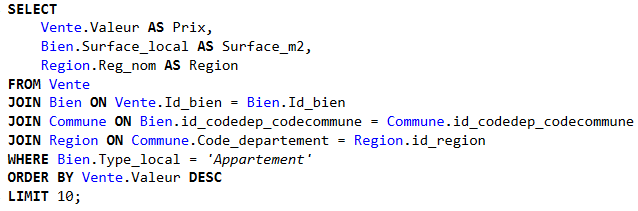 SELECT
Vente.Valeur AS Prix,
Bien.Surface_local AS Surface_m2,
Region.Reg_nom AS Region
FROM Vente
JOIN Bien ON Vente.Id_bien = Bien.Id_bien
JOIN Commune ON Bien.id_codedep_codecommune = Commune.id_codedep_codecommune
JOIN Region ON Commune.Code_departement = Region.id_region
WHERE Bien.Type_local = 'Appartement'
ORDER BY Vente.Valeur DESC
LIMIT 10;